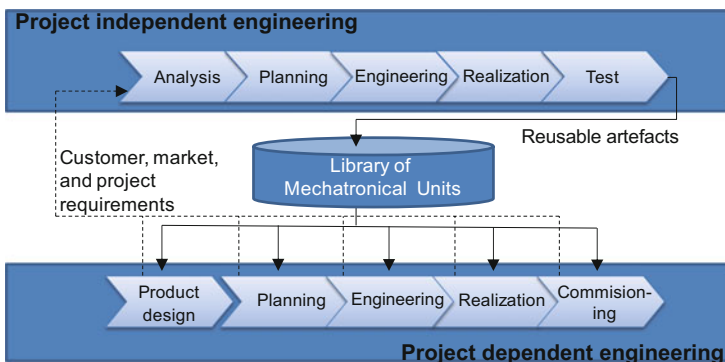 Project independent engineering
Analysis
Planning
Engineering
Realization
Test
Reusable artefacts
Customer, market,
and project
requirements
Library of
Mechatronical Units
Product
design
Planning
Engineering
Realization
Commision-
ing
Project dependent engineering